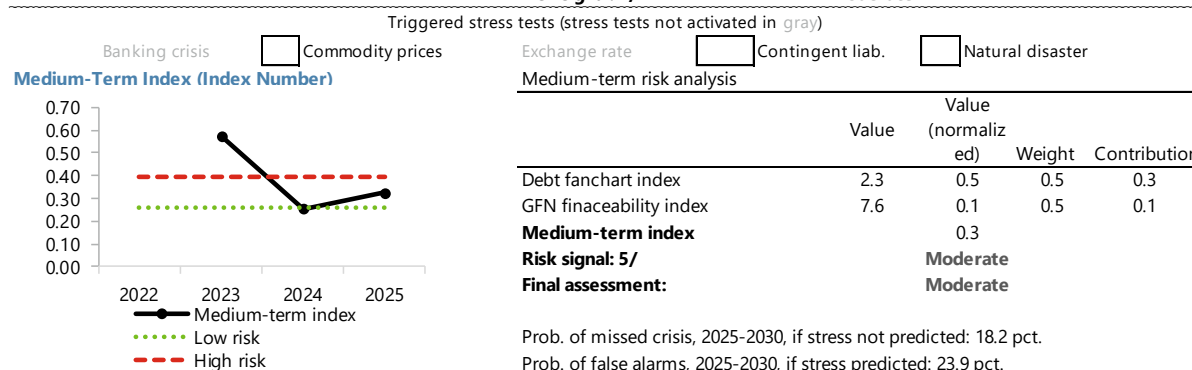 Triggered stress tests (stress tests not activated in gray)
Banking crisis Commodity prices Exchange rate Contingent liab. Natural disaster
Medium-Term Index (Index Number)
0.70
0.60
0.50
0.40
0.30
0.20
0.10
0.00
2022 2023 2024 2025
Medium-term index
Low risk
High risk
Medium-term risk analysis
Value
Value (normaliz
ed) Weight Contribution
Debt fanchart index 2.3 0.5 0.5 0.3
GFN finaceability index 7.6 0.1 0.5 0.1
Medium-term index 0.3
Risk signal: 5/ Moderate
Final assessment: Moderate
Prob. of missed crisis, 2025-2030, if stress not predicted: 18.2 pct.
Prob. of false alarms, 2025-2030, if stress predicted: 23.9 pct.